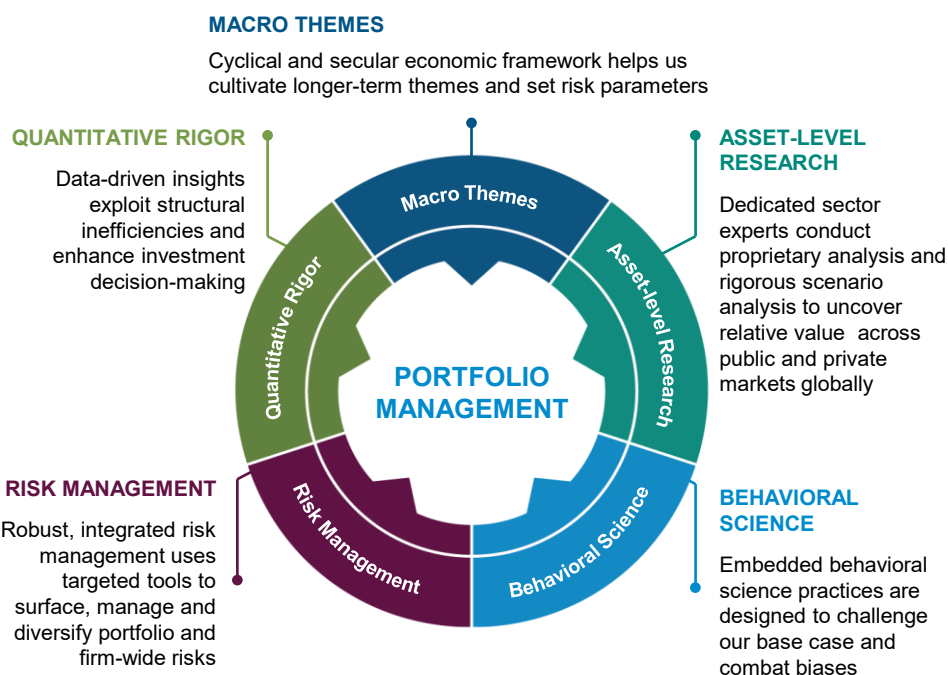 MACRO THEMES
Cyclical and secular economic framework helps us
cultivate longer-term themes and set risk parameters
QUANTITATIVE RIGOR
Data-driven insights
exploit structural
inefficiencies and
enhance investment
decision-making
ASSET-LEVEL
RESEARCH
Dedicated sector
experts conduct
proprietary analysis and
rigorous scenario
analysis to uncover
relative value across
public and private
markets globally
Macro Themes
Quantitative Rigor
Asset-level Research
PORTFOLIO
MANAGEMENT
Risk Management
Behavioral Science
RISK MANAGEMENT
Robust, integrated risk
management uses
targeted tools to
surface, manage and
diversify portfolio and
firm-wide risks
BEHAVIORAL
SCIENCE
Embedded behavioral
science practices are
designed to challenge
our base case and
combat biases